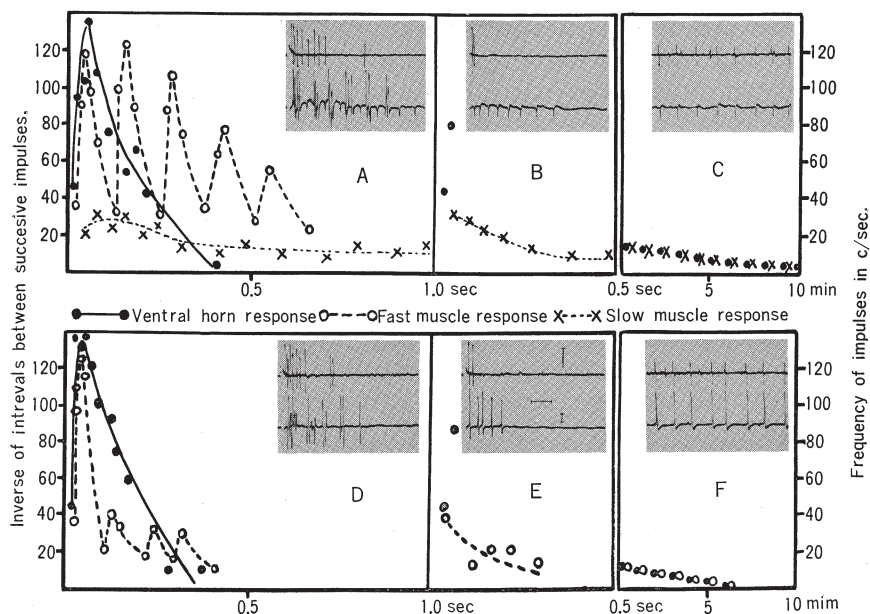 Inverse of intrevals between succesive impulses.
120
100
80
60
40
20
A
B
C
120
100
80
60
40
20
Frequency of impulses in c/sec.
0.5
1.0 sec
0.5 sec
5
10 min
Ventral horn response
Fast muscle response
Slow muscle response
120
100
80
60
40
20
D
E
F
120
100
80
60
40
20
0.5
1.0 sec
0.5 sec
5
10 mim